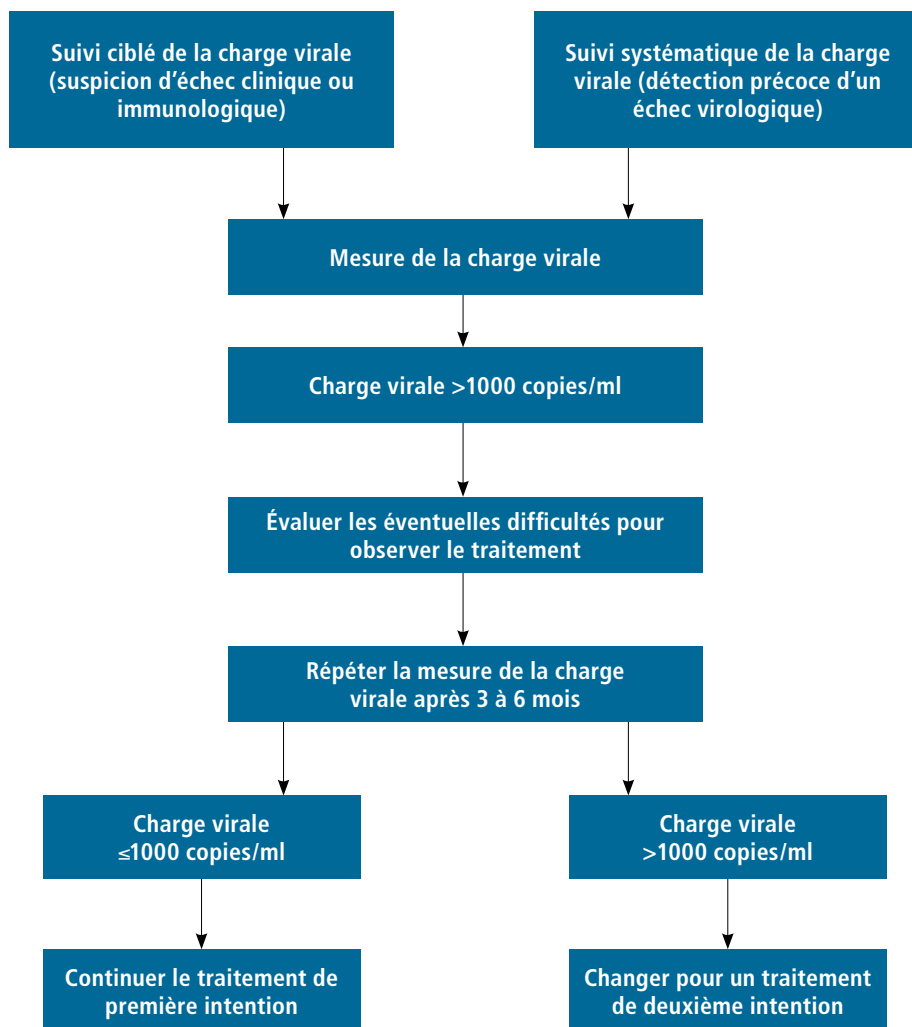 Suivi ciblé de la charge virale
(suspicion d'échec clinique ou
immunologique)
Suivi systématique de la charge
virale (détection précoce d'un
échec virologique)
Mesure de la charge virale
Charge virale >1000 copies/ml
Évaluer les éventuelles difficultés pour
observer le traitement
Répéter la mesure de la charge
virale après 3 à 6 mois
Charge virale
≤1000 copies/ml
Charge virale
>1000 copies/ml
Continuer le traitement de
première intention
Changer pour un traitement
de deuxième intention